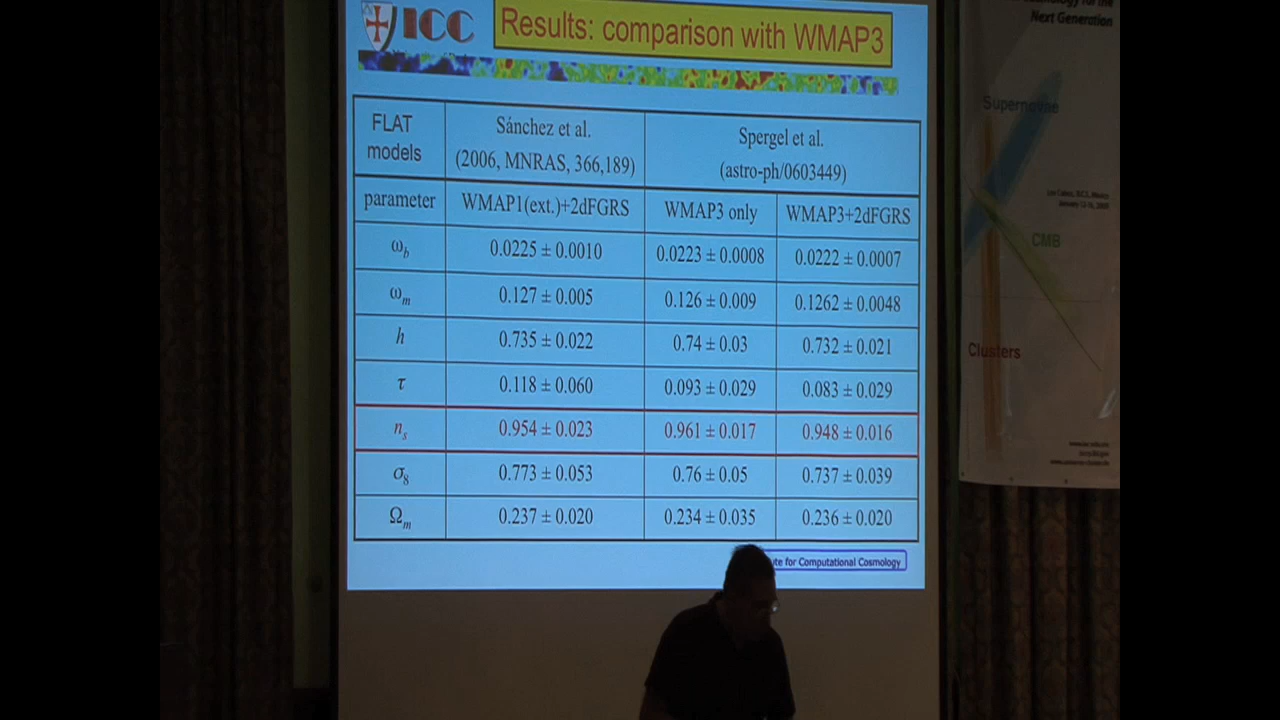 ICC
Results: comparison with WMAP3
FLAT models
Sánchez et al.
(2006, MNRAS, 366,189)
Spergel et al.
(astro-ph/0603449)
parameter WMAP1(ext.)+2dFGRS WMAP3 only WMAP3+2dFGRS
ω_b 0.0225 ± 0.0010 0.0223 ± 0.0008 0.0222 ± 0.0007
ω_m 0.127 ± 0.005 0.126 ± 0.009 0.1262 ± 0.0048
h 0.735 ± 0.022 0.74 ± 0.03 0.732 ± 0.021
τ 0.118 ± 0.060 0.093 ± 0.029 0.083 ± 0.029
n_s 0.954 ± 0.023 0.961 ± 0.017 0.948 ± 0.016
σ_8 0.773 ± 0.053 0.76 ± 0.05 0.737 ± 0.039
Ω_m 0.237 ± 0.020 0.234 ± 0.035 0.236 ± 0.020
for Computational Cosmology
for the
Next Generation
Supernovae
CMB
Clusters